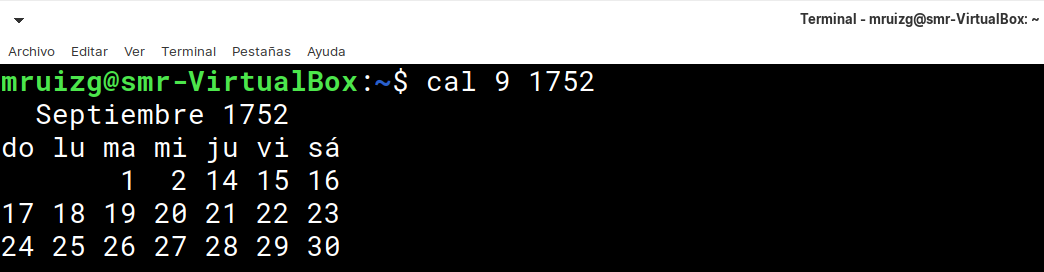 Terminal - mruizg@smr-VirtualBox: ~
Archivo Editar Ver Terminal Pestañas Ayuda
mruizg@smr-VirtualBox:~$ cal 9 1752
Septiembre 1752
do lu ma mi ju vi sá
1 2 14 15 16
17 18 19 20 21 22 23
24 25 26 27 28 29 30